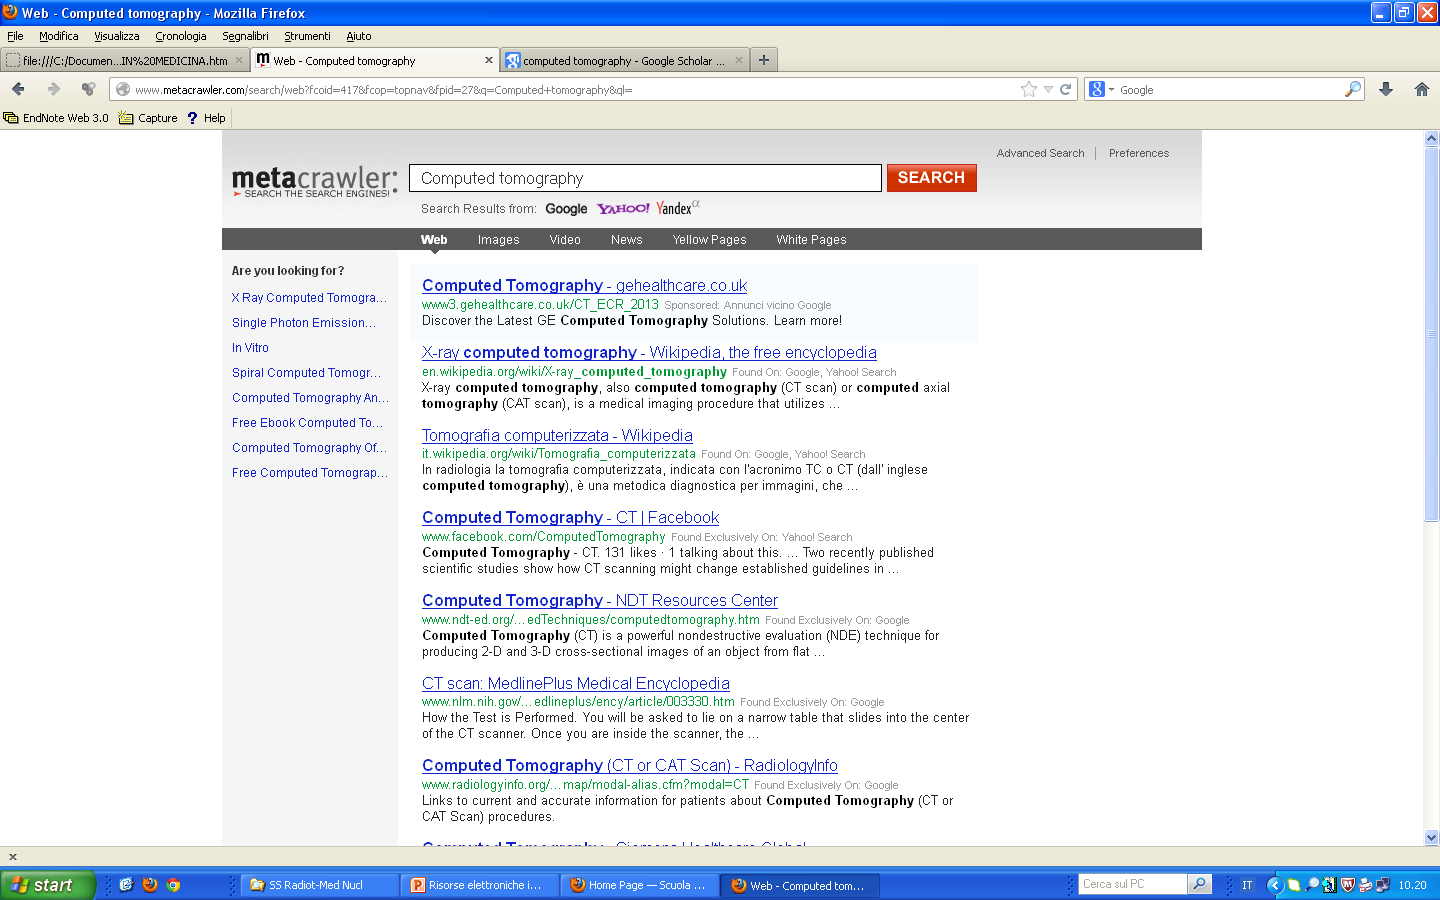 Web - Computed tomography - Mozilla Firefox
File Modifica Visualizza Cronologia Segnalibri Strumenti Aiuto
file:///C:/Documen...IN%20MEDICINA.htm
Web - Computed tomography
computed tomography - Google Scholar ...
www.metacrawler.com/search/web?fcoid=417&fcop=topnav&fpid=27&q=Computed+tomography&ql=
Google
EndNote Web 3.0 Capture Help
Advanced Search | Preferences
metacrawler:
SEARCH THE SEARCH ENGINES!
Computed tomography
SEARCH
Search Results from: Google YAHOO! Yandex α
Web Images Video News Yellow Pages White Pages
Are you looking for?
X Ray Computed Tomogra...
Single Photon Emission...
In Vitro
Spiral Computed Tomogr...
Computed Tomography An...
Free Ebook Computed To...
Computed Tomography Of...
Free Computed Tomograp...
Computed Tomography - gehealthcare.co.uk
www3.gehealthcare.co.uk/CT_ECR_2013 Sponsored: Annunci vicino Google
Discover the Latest GE Computed Tomography Solutions. Learn more!
X-ray computed tomography - Wikipedia, the free encyclopedia
en.wikipedia.org/wiki/X-ray_computed_tomography Found On: Google, Yahoo! Search
X-ray computed tomography, also computed tomography (CT scan) or computed axial
tomography (CAT scan), is a medical imaging procedure that utilizes ...
Tomografia computerizzata - Wikipedia
it.wikipedia.org/wiki/Tomografia_computerizzata Found On: Google, Yahoo! Search
In radiologia la tomografia computerizzata, indicata con l'acronimo TC o CT (dall' inglese
computed tomography), è una metodica diagnostica per immagini, che ...
Computed Tomography - CT | Facebook
www.facebook.com/ComputedTomography Found Exclusively On: Yahoo! Search
Computed Tomography - CT. 131 likes · 1 talking about this. ... Two recently published
scientific studies show how CT scanning might change established guidelines in ...
Computed Tomography - NDT Resources Center
www.ndt-ed.org/...edTechniques/computedtomography.htm Found Exclusively On: Google
Computed Tomography (CT) is a powerful nondestructive evaluation (NDE) technique for
producing 2-D and 3-D cross-sectional images of an object from flat ...
CT scan: MedlinePlus Medical Encyclopedia
www.nlm.nih.gov/...edlineplus/ency/article/003330.htm Found Exclusively On: Google
How the Test is Performed. You will be asked to lie on a narrow table that slides into the center
of the CT scanner. Once you are inside the scanner, the ...
Computed Tomography (CT or CAT Scan) - RadiologyInfo
www.radiologyinfo.org/...map/modal-alias.cfm?modal=CT Found Exclusively On: Google
Links to current and accurate information for patients about Computed Tomography (CT or
CAT Scan) procedures.
Computed Tomography - Siemens Healthcare Global
start
SS Radiot-Med Nucl
Risorse elettroniche i...
Home Page — Scuola ...
Web - Computed tom...
Cerca sul PC
IT
10.20